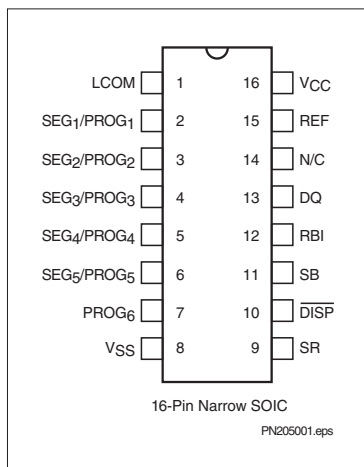 LCOM 1 16 VCC
SEG1/PROG1 2 15 REF
SEG2/PROG2 3 14 N/C
SEG3/PROG3 4 13 DQ
SEG4/PROG4 5 12 RBI
SEG5/PROG5 6 11 SB
PROG6 7 10 D̅I̅S̅P̅
VSS 8 9 SR
16-Pin Narrow SOIC
PN205001.eps